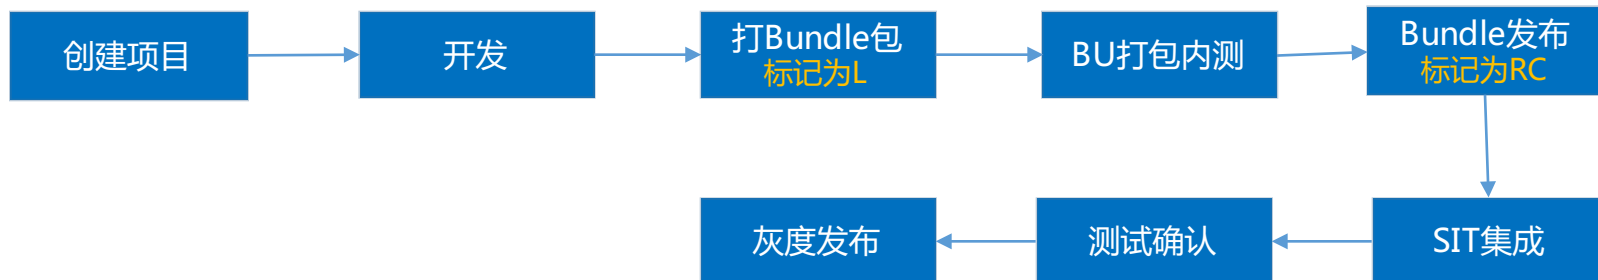 创建项目
开发
打Bundle包
标记为L
BU打包内测
Bundle发布
标记为RC
灰度发布
测试确认
SIT集成